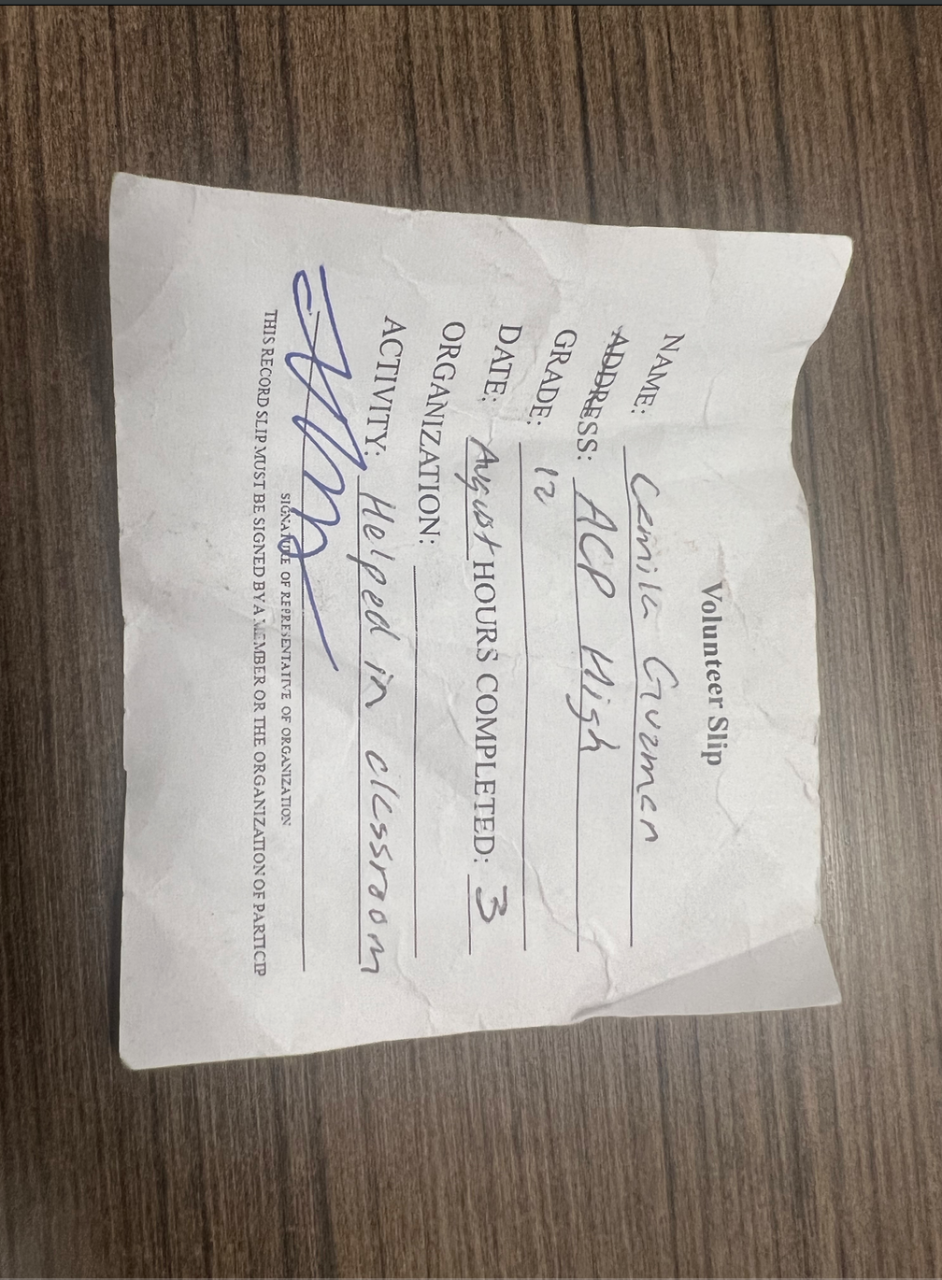 Volunteer Slip
NAME: Camila Guzman
ADDRESS: ACP High
GRADE: 12
DATE: August HOURS COMPLETED: 3
ORGANIZATION:
ACTIVITY: Helped in classroom
SIGNATURE OF REPRESENTATIVE OF ORGANIZATION
THIS RECORD SLIP MUST BE SIGNED BY A MEMBER OR THE ORGANIZATION OF PARTICIP